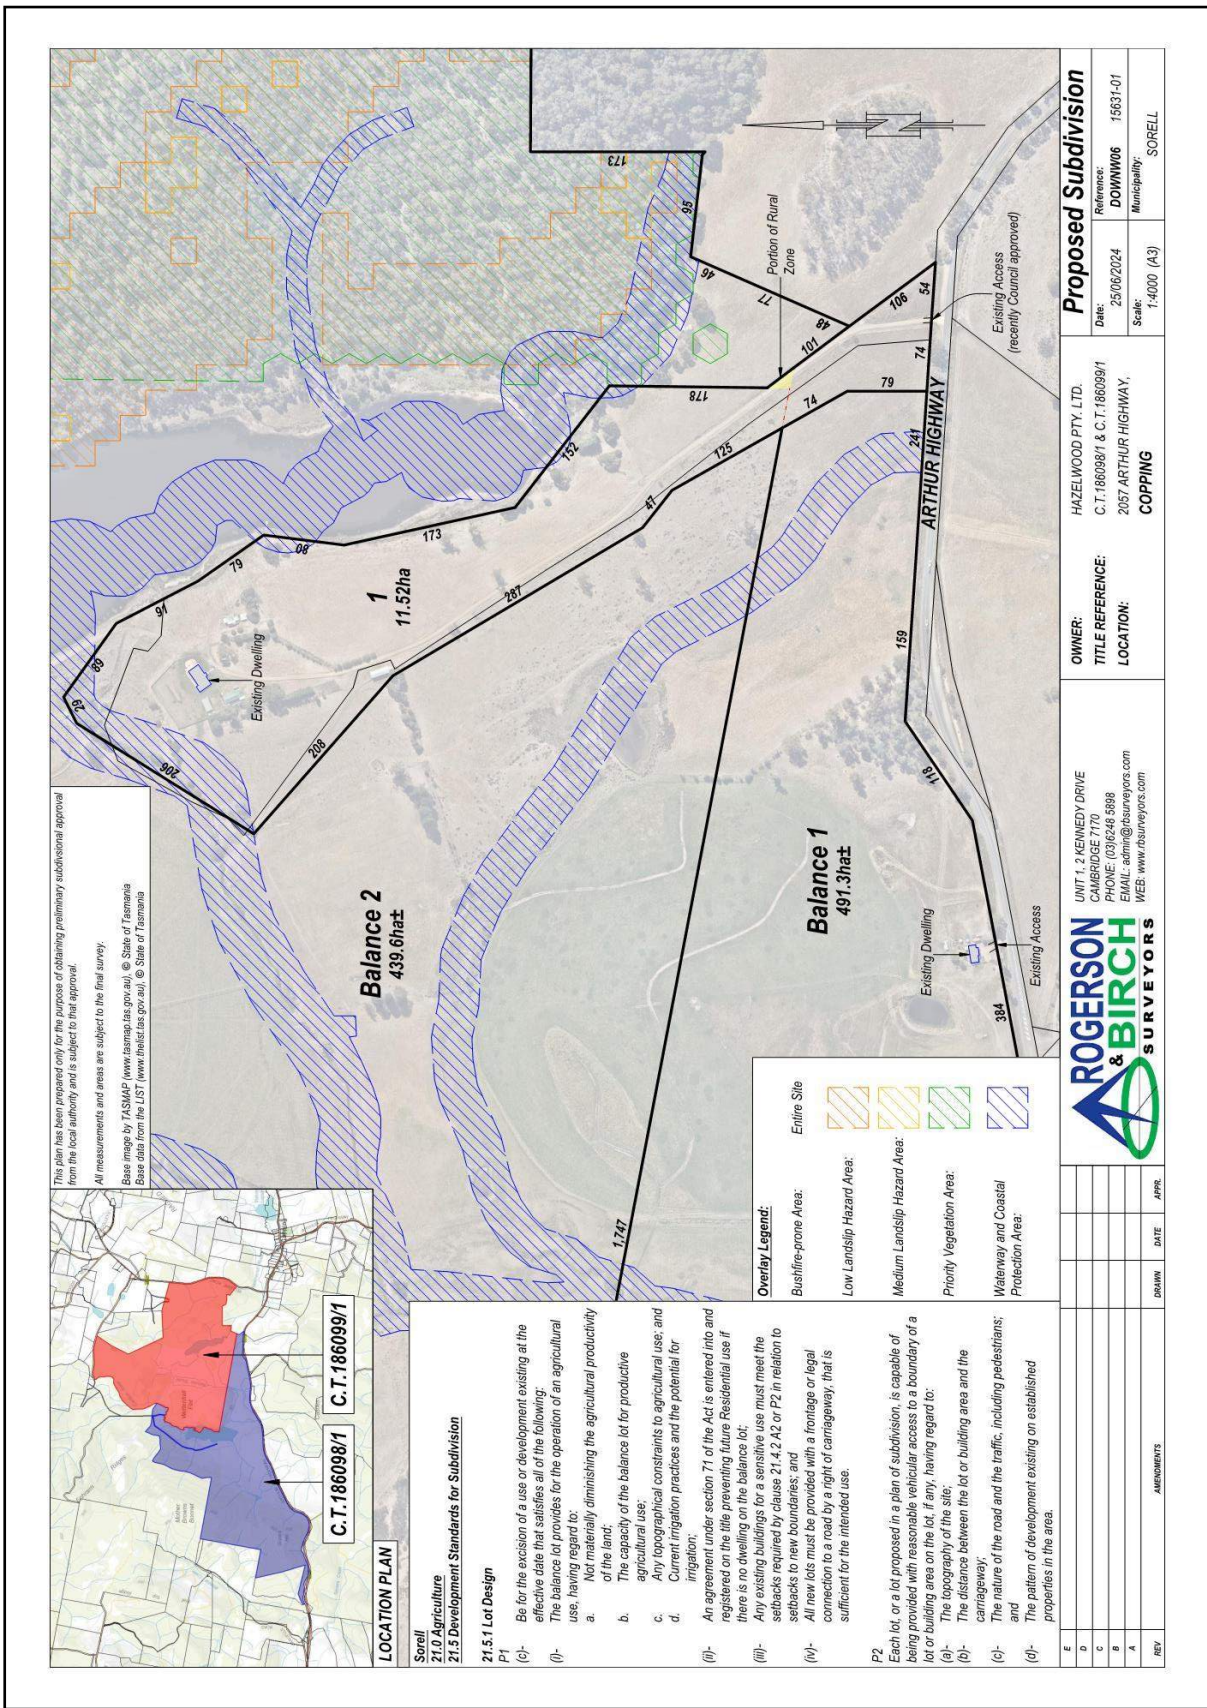 This plan has been prepared only for the purpose of obtaining preliminary subdivisional approval
from the local authority and is subject to that approval.
All measurements and areas are subject to the final survey.
Base image by TASMAP (www.tasmap.tas.gov.au), © State of Tasmania
Base data from the LIST (www.thelist.tas.gov.au), © State of Tasmania
C.T.186098/1
C.T.186099/1
LOCATION PLAN
Sorell
21.0 Agriculture
21.5 Development Standards for Subdivision
21.5.1 Lot Design
P1
(c)- Be for the excision of a use or development existing at the
effective date that satisfies all of the following:
(i)- The balance lot provides for the operation of an agricultural
use, having regard to:
a. Not materially diminishing the agricultural productivity
of the land;
b. The capacity of the balance lot for productive
agricultural use;
c. Any topographical constraints to agricultural use; and
d. Current irrigation practices and the potential for
irrigation;
(ii)- An agreement under section 71 of the Act is entered into and
registered on the title preventing future Residential use if
there is no dwelling on the balance lot;
(iii)- Any existing buildings for a sensitive use must meet the
setbacks required by clause 21.4.2 A2 or P2 in relation to
setbacks to new boundaries; and
(iv)- All new lots must be provided with a frontage or legal
connection to a road by a right of carriageway, that is
sufficient for the intended use.
P2
Each lot, or a lot proposed in a plan of subdivision, is capable of
being provided with reasonable vehicular access to a boundary of a
lot or building area on the lot, if any, having regard to:
(a)- The topography of the site;
(b)- The distance between the lot or building area and the
carriageway;
(c)- The nature of the road and the traffic, including pedestrians;
and
(d)- The pattern of development existing on established
properties in the area.
Overlay Legend:
Bushfire-prone Area: Entire Site
Low Landslip Hazard Area:
Medium Landslip Hazard Area:
Priority Vegetation Area:
Waterway and Coastal
Protection Area:
29
89
91
79
80
173
152
178
206
208
287
47
125
74
79
74
54
106
101
48
77
46
95
173
241
159
118
384
1,747
Existing Dwelling
1
11.52ha
Balance 2
439.6ha±
Balance 1
491.3ha±
Existing Dwelling
Existing Access
ARTHUR HIGHWAY
Portion of Rural
Zone
Existing Access
(recently Council approved)
N
E
D
C
B
A
REV
AMENDMENTS
DRAWN
DATE
APPR.
ROGERSON
& BIRCH
SURVEYORS
UNIT 1, 2 KENNEDY DRIVE
CAMBRIDGE 7170
PHONE: (03)6248 5898
EMAIL: admin@rbsurveyors.com
WEB: www.rbsurveyors.com
OWNER: HAZELWOOD PTY. LTD.
TITLE REFERENCE: C.T.186098/1 & C.T.186099/1
LOCATION: 2057 ARTHUR HIGHWAY,
COPPING
Proposed Subdivision
Date:
25/06/2024
Reference:
DOWNW06 15631-01
Scale:
1:4000 (A3)
Municipality:
SORELL